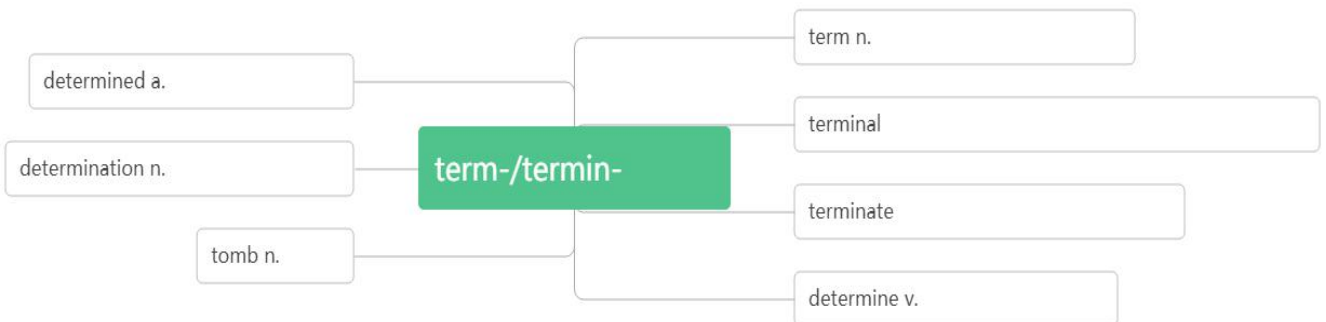 term-/termin-
term n.
terminal
terminate
determine v.
determined a.
determination n.
tomb n.